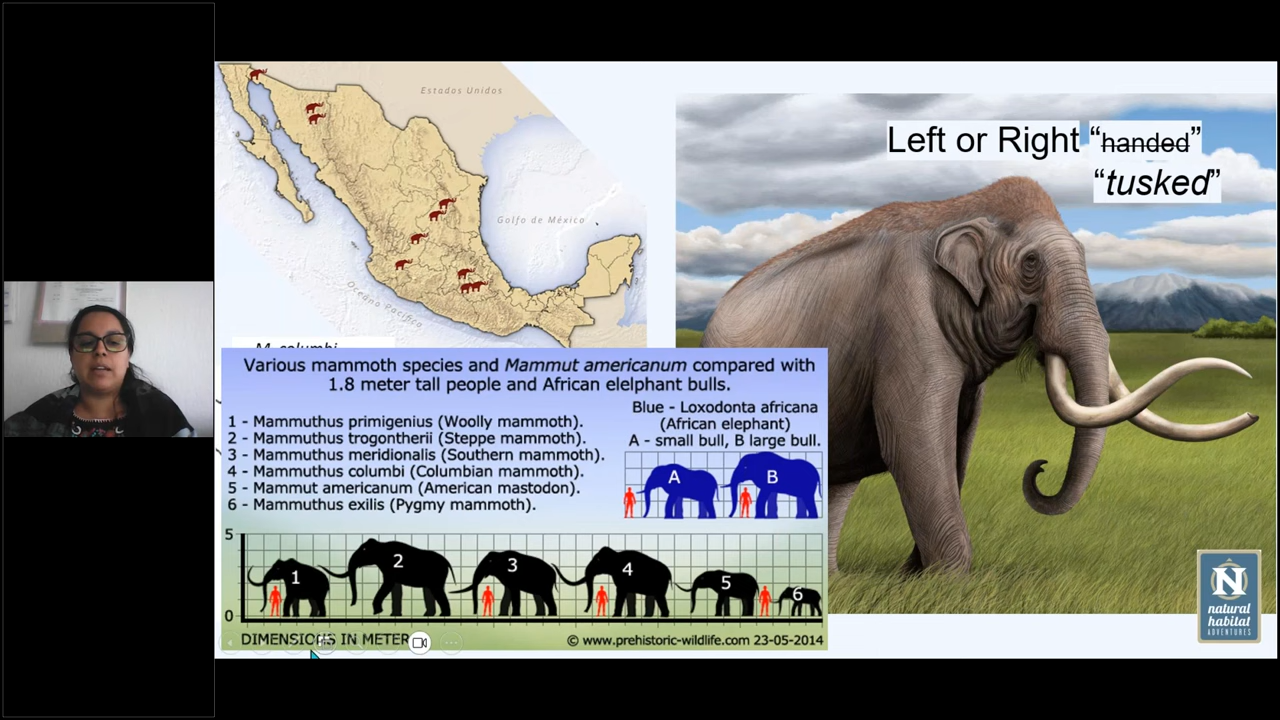 Estados Unidos
Golfo de México
Océano Pacífico
M. columbi
Left or Right “handed”
“tusked”
Various mammoth species and Mammut americanum compared with
1.8 meter tall people and African elelphant bulls.
1 - Mammuthus primigenius (Woolly mammoth).
2 - Mammuthus trogontherii (Steppe mammoth).
3 - Mammuthus meridionalis (Southern mammoth).
4 - Mammuthus columbi (Columbian mammoth).
5 - Mammut americanum (American mastodon).
6 - Mammuthus exilis (Pygmy mammoth).
Blue - Loxodonta africana
(African elephant)
A - small bull, B large bull.
A B
5
1 2 3 4 5 6
0
DIMENSIONS IN METER
© www.prehistoric-wildlife.com 23-05-2014
N
natural
habitat
ADVENTURES